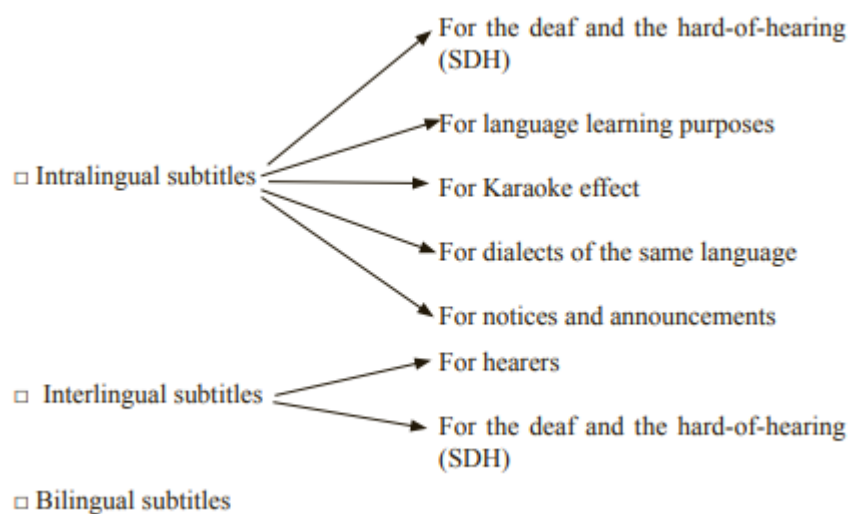 For the deaf and the hard-of-hearing
(SDH)
For language learning purposes
□ Intralingual subtitles
For Karaoke effect
For dialects of the same language
For notices and announcements
For hearers
□ Interlingual subtitles
For the deaf and the hard-of-hearing
(SDH)
□ Bilingual subtitles